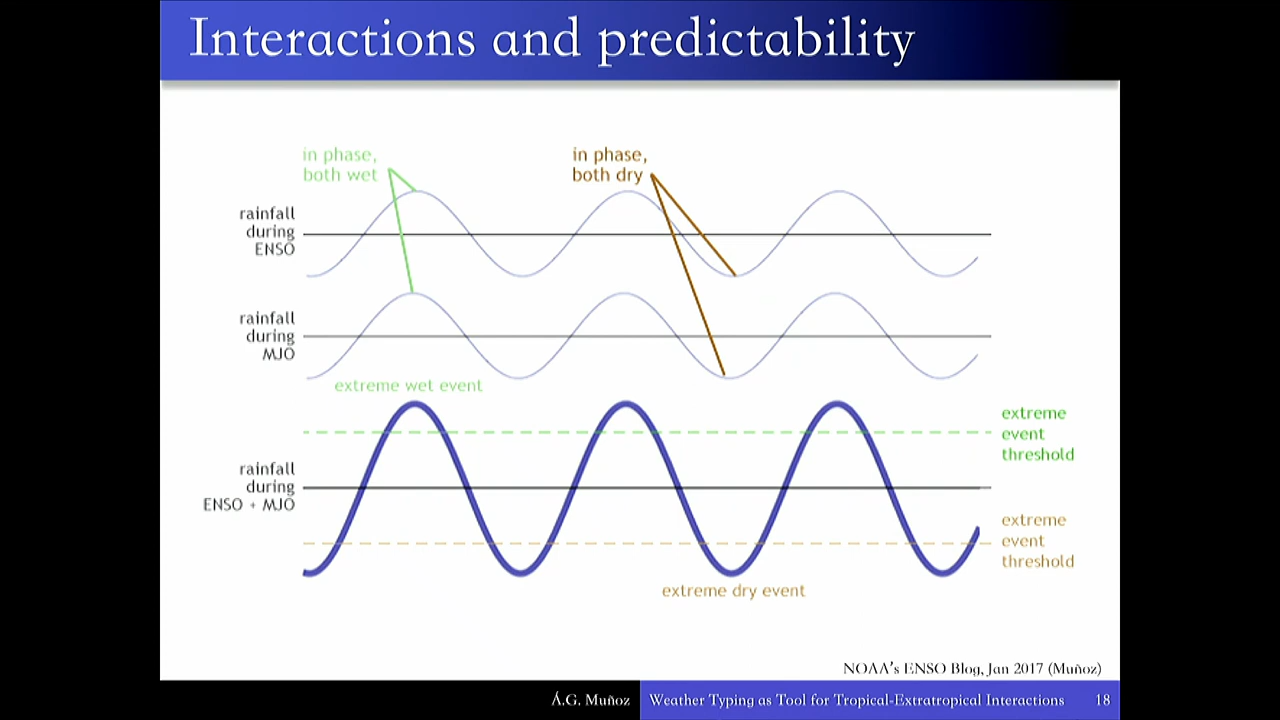 Interactions and predictability
in phase,
both wet
in phase,
both dry
rainfall
during
ENSO
rainfall
during
MJO
extreme wet event
extreme
event
threshold
rainfall
during
ENSO + MJO
extreme
event
threshold
extreme dry event
NOAA's ENSO Blog, Jan 2017 (Muñoz)
Á.G. Muñoz
Weather Typing as Tool for Tropical-Extratropical Interactions
18